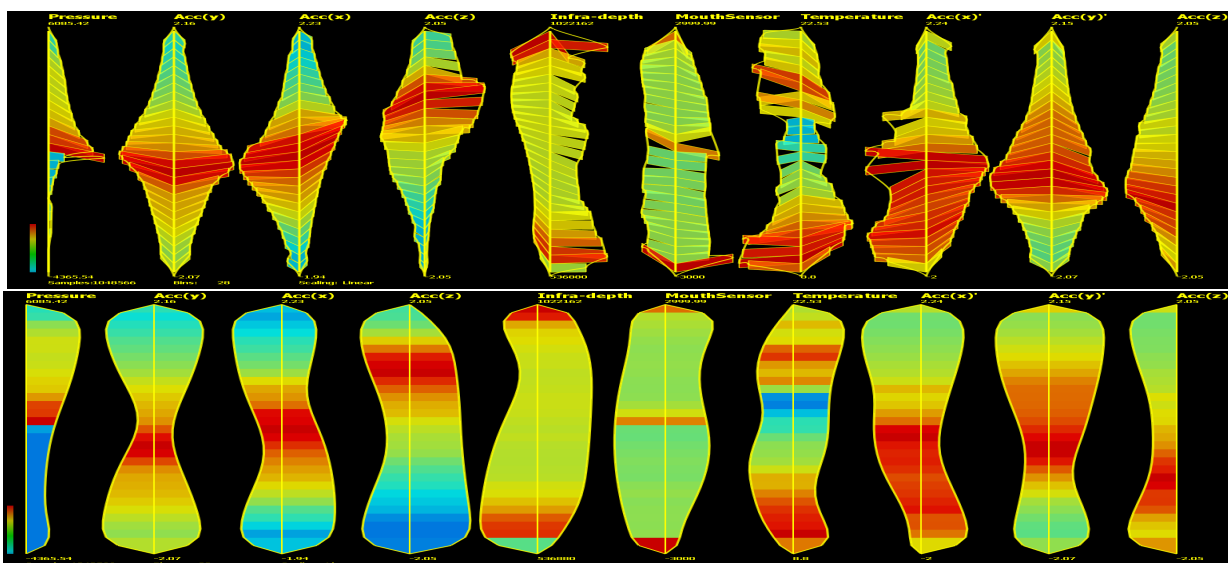 Pressure Acc(y) Acc(x) Acc(z) Infra-depth MouthSensor Temperature Acc(x)' Acc(y)' Acc(z)
6085.42 2.16 2.23 2.05 1022162 2999.99 22.53 2.24 2.15 2.05
-4365.54 -2.07 -1.94 -2.05 536880 -3000 -2 -2.07 -2.05
Samples:1048566 Bins: 28 Scaling: Linear
Pressure Acc(y) Acc(x) Acc(z) Infra-depth MouthSensor Temperature Acc(x)' Acc(y)' Acc(z)
6085.42 2.16 2.23 2.05 1022162 2999.99 22.53 2.24 2.15 2.05
-4365.54 -2.07 -1.94 -2.05 536880 -3000 8.8 -2 -2.07 -2.05